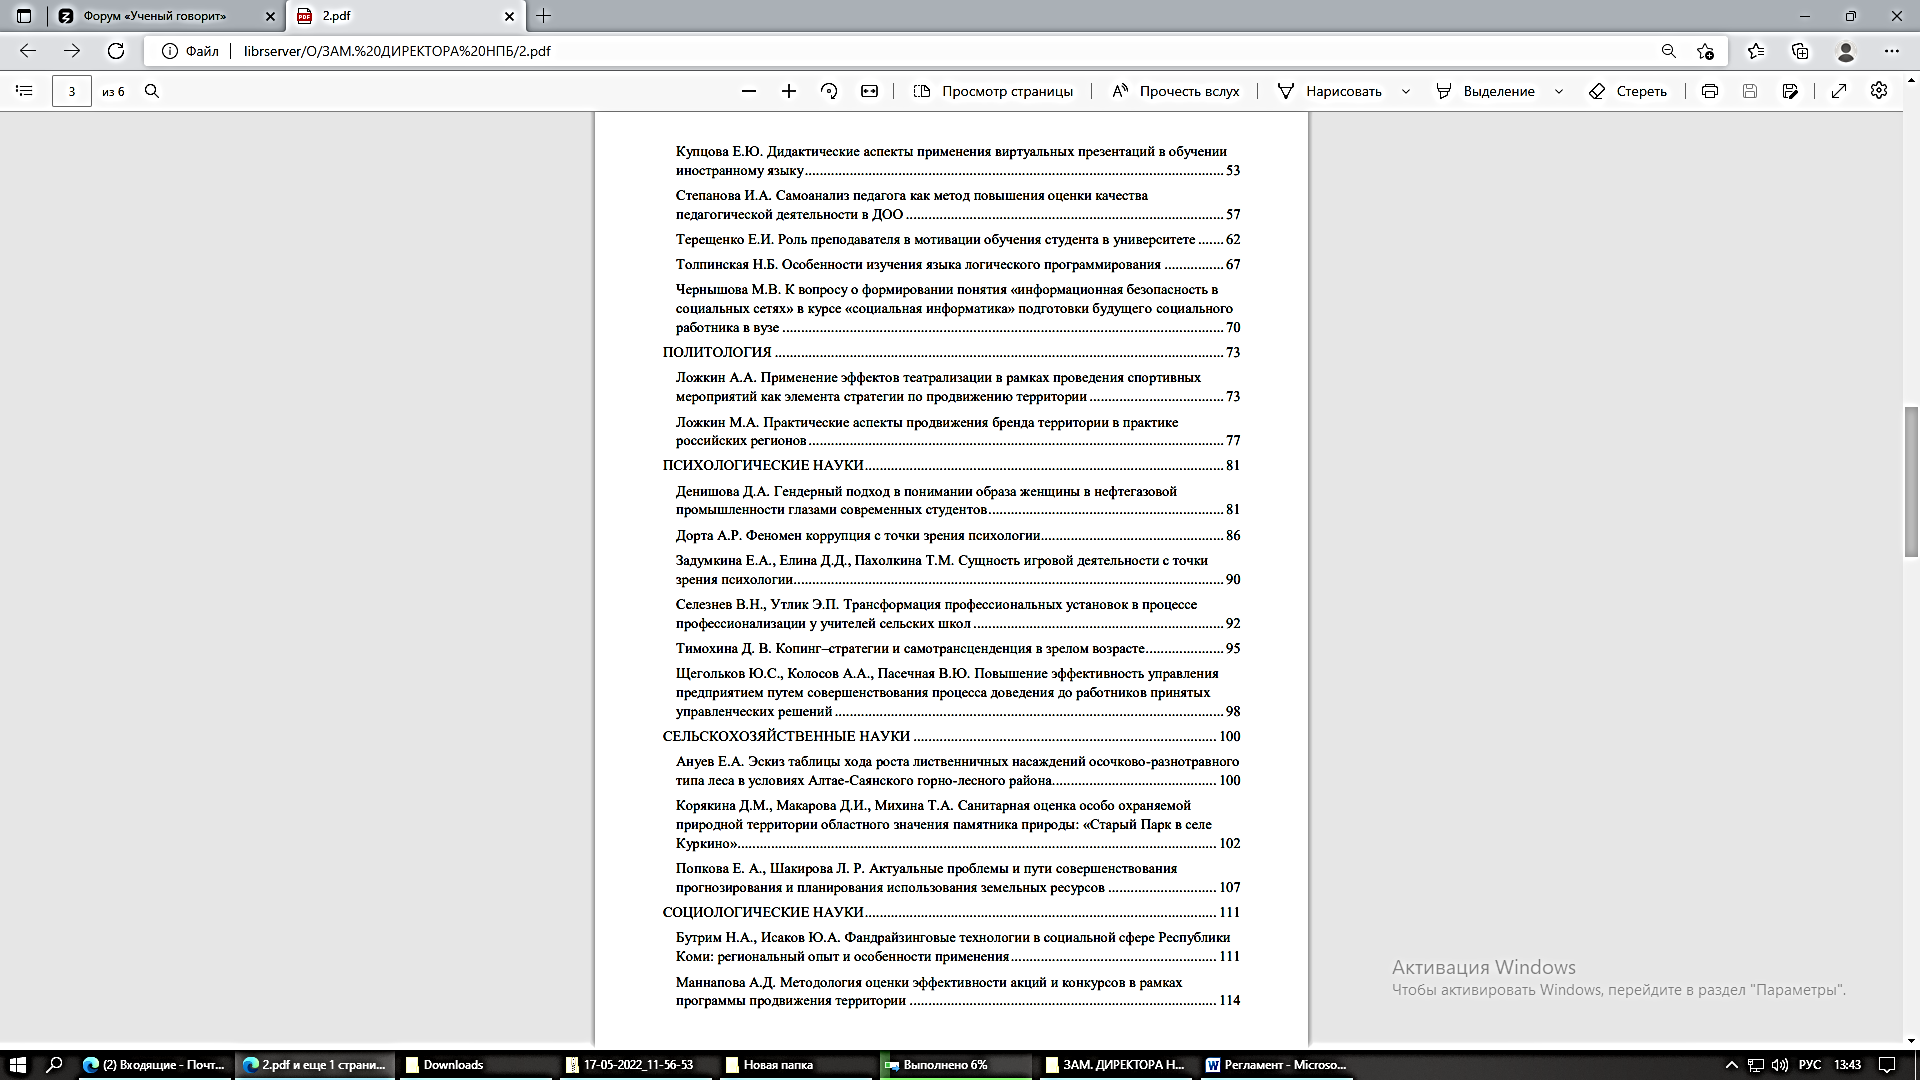 Форум «Ученый говорит»
2.pdf
Файл
librserver/O/ЗАМ.%20ДИРЕКТОРА%20НПБ/2.pdf
3
из 6
Просмотр страницы
Прочесть вслух
Нарисовать
Выделение
Стереть
Купцова Е.Ю. Дидактические аспекты применения виртуальных презентаций в обучении
иностранному языку 53
Степанова И.А. Самоанализ педагога как метод повышения оценки качества
педагогической деятельности в ДОО 57
Терещенко Е.И. Роль преподавателя в мотивации обучения студента в университете 62
Толпинская Н.Б. Особенности изучения языка логического программирования 67
Чернышова М.В. К вопросу о формировании понятия «информационная безопасность в
социальных сетях» в курсе «социальная информатика» подготовки будущего социального
работника в вузе 70
ПОЛИТОЛОГИЯ 73
Ложкин А.А. Применение эффектов театрализации в рамках проведения спортивных
мероприятий как элемента стратегии по продвижению территории 73
Ложкин М.А. Практические аспекты продвижения бренда территории в практике
российских регионов 77
ПСИХОЛОГИЧЕСКИЕ НАУКИ 81
Денишова Д.А. Гендерный подход в понимании образа женщины в нефтегазовой
промышленности глазами современных студентов 81
Дорта А.Р. Феномен коррупция с точки зрения психологии 86
Задумкина Е.А., Елина Д.Д., Пахолкина Т.М. Сущность игровой деятельности с точки
зрения психологии 90
Селезнев В.Н., Утлик Э.П. Трансформация профессиональных установок в процессе
профессионализации у учителей сельских школ 92
Тимохина Д. В. Копинг–стратегии и самотрансценденция в зрелом возрасте 95
Щегольков Ю.С., Колосов А.А., Пасечная В.Ю. Повышение эффективность управления
предприятием путем совершенствования процесса доведения до работников принятых
управленческих решений 98
СЕЛЬСКОХОЗЯЙСТВЕННЫЕ НАУКИ 100
Ануев Е.А. Эскиз таблицы хода роста лиственничных насаждений осочково-разнотравного
типа леса в условиях Алтае-Саянского горно-лесного района 100
Корякина Д.М., Макарова Д.И., Михина Т.А. Санитарная оценка особо охраняемой
природной территории областного значения памятника природы: «Старый Парк в селе
Куркино» 102
Попкова Е. А., Шакирова Л. Р. Актуальные проблемы и пути совершенствования
прогнозирования и планирования использования земельных ресурсов 107
СОЦИОЛОГИЧЕСКИЕ НАУКИ 111
Бутрим Н.А., Исаков Ю.А. Фандрайзинговые технологии в социальной сфере Республики
Коми: региональный опыт и особенности применения 111
Маннапова А.Д. Методология оценки эффективности акций и конкурсов в рамках
программы продвижения территории 114
Активация Windows
Чтобы активировать Windows, перейдите в раздел "Параметры".
(2) Входящие - Почт...
2.pdf и еще 1 страни...
Downloads
17-05-2022_11-56-53
Новая папка
Выполнено 6%
ЗАМ. ДИРЕКТОРА Н...
Регламент - Microso...
РУС
13:43